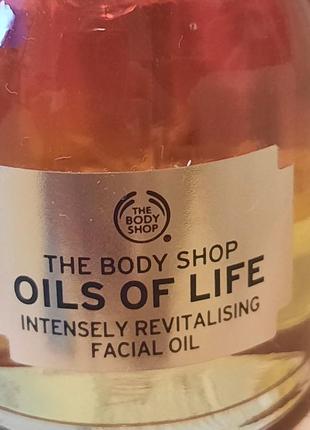 THE
BODY
SHOP
THE BODY SHOP
OILS OF LIFE
INTENSELY REVITALISING
FACIAL OIL